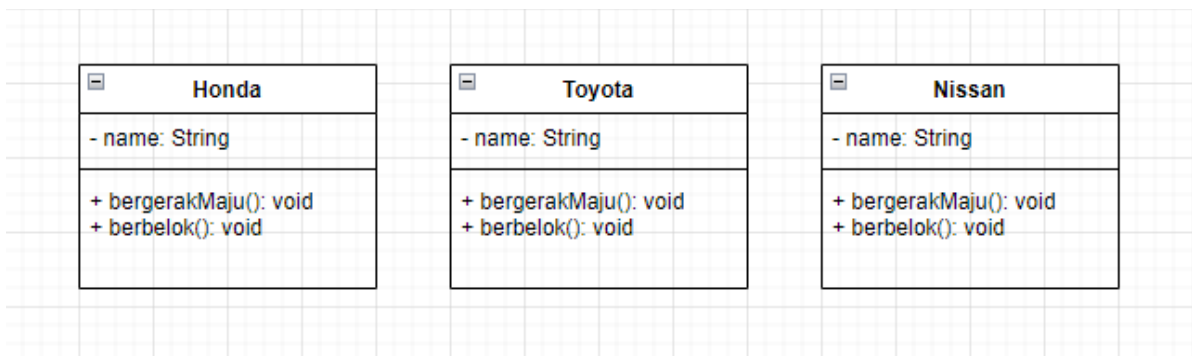 Honda
- name: String
+ bergerakMaju(): void
+ berbelok(): void
Toyota
- name: String
+ bergerakMaju(): void
+ berbelok(): void
Nissan
- name: String
+ bergerakMaju(): void
+ berbelok(): void